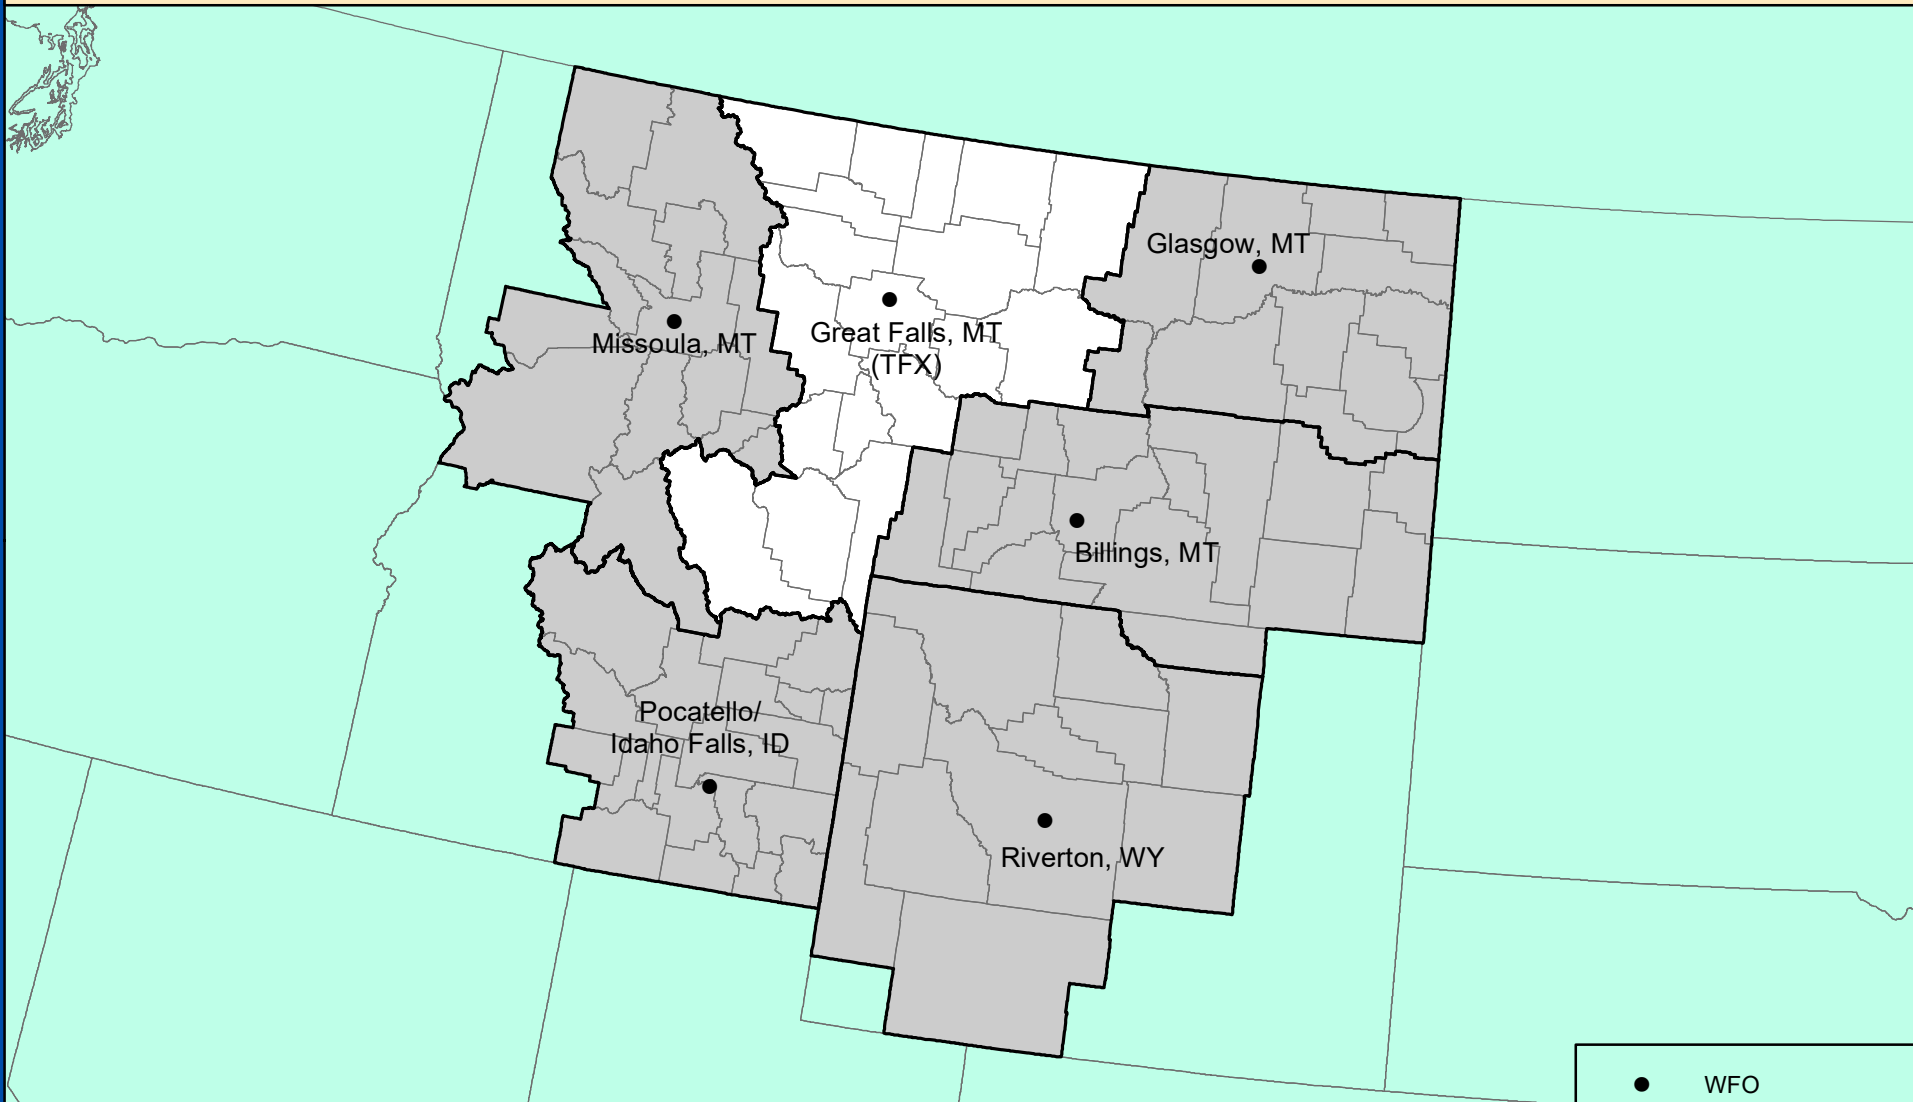 Glasgow, MT
Great Falls, MT
(TFX)
Missoula, MT
Billings, MT
Pocatello/
Idaho Falls, ID
Riverton, WY
WFO